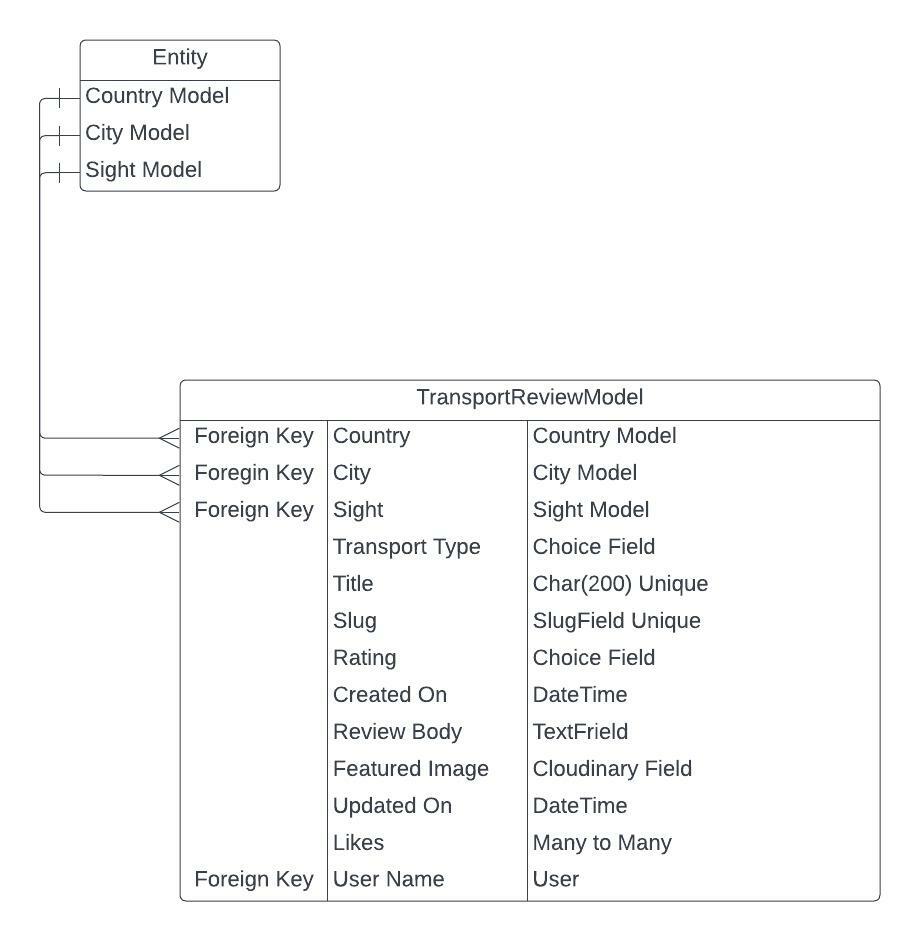 Entity
Country Model
City Model
Sight Model
TransportReviewModel
Foreign Key Country Country Model
Foregin Key City City Model
Foreign Key Sight Sight Model
Transport Type Choice Field
Title Char(200) Unique
Slug SlugField Unique
Rating Choice Field
Created On DateTime
Review Body TextFrield
Featured Image Cloudinary Field
Updated On DateTime
Likes Many to Many
Foreign Key User Name User